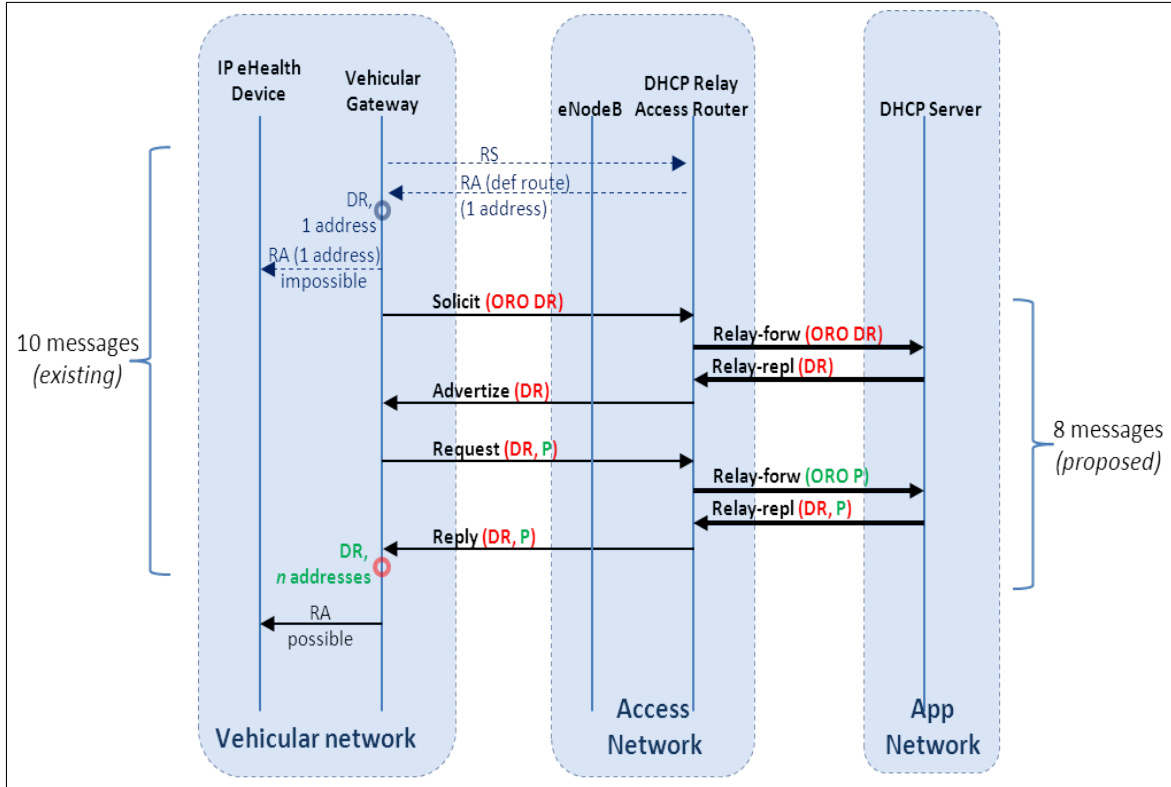 IP eHealth
Device
Vehicular
Gateway
eNodeB
DHCP Relay
Access Router
DHCP Server
RS
RA (def route)
(1 address)
DR,
1 address
RA (1 address)
impossible
Solicit (ORO DR)
Relay-forw (ORO DR)
Relay-repl (DR)
Advertize (DR)
Request (DR, P)
Relay-forw (ORO P)
Relay-repl (DR, P)
Reply (DR, P)
DR,
n addresses
RA
possible
10 messages
(existing)
8 messages
(proposed)
Vehicular network
Access
Network
App
Network